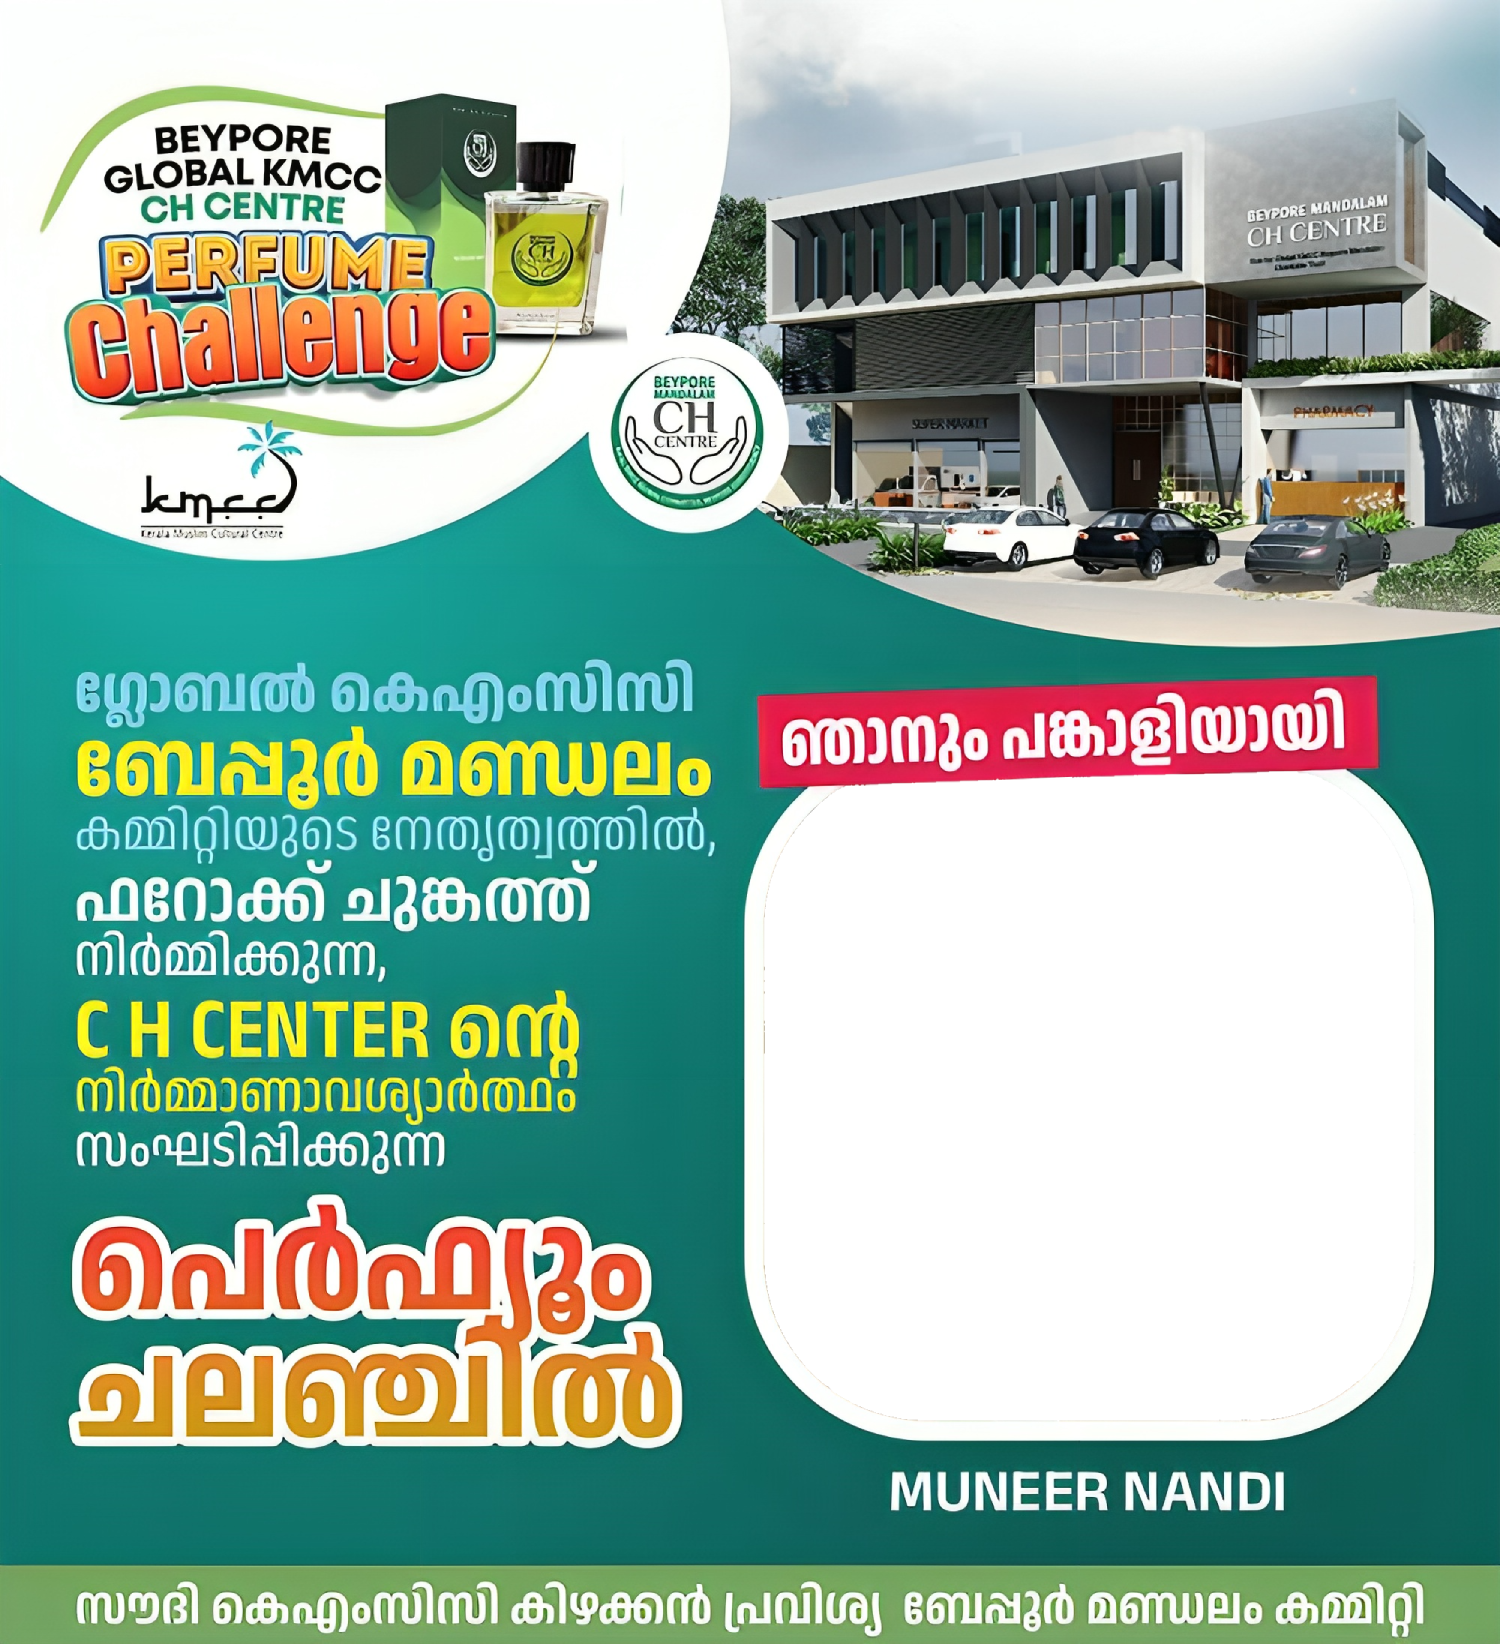 BEYPORE
GLOBAL KMCC
CH CENTRE
PERFUME
Challenge
CH
kmcc
Kerala Muslim Cultural Centre
BEYPORE
MANDALAM
CH
CENTRE
BEYPORE MANDALAM
CH CENTRE
SUPER MARKET
PHARMACY
ഗ്ലോബൽ കെഎംസിസി
ബേപ്പൂർ മണ്ഡലം
കമ്മിറ്റിയുടെ നേതൃത്വത്തിൽ,
ഫറോക്ക് ചുങ്കത്ത്
നിർമ്മിക്കുന്ന,
C H CENTER ന്റെ
നിർമ്മാണാവശ്യാർത്ഥം
സംഘടിപ്പിക്കുന്ന
പെർഫ്യൂം
ചലഞ്ചിൽ
ഞാനും പങ്കാളിയായി
MUNEER NANDI
സൗദി കെഎംസിസി കിഴക്കൻ പ്രവിശ്യ ബേപ്പൂർ മണ്ഡലം കമ്മിറ്റി